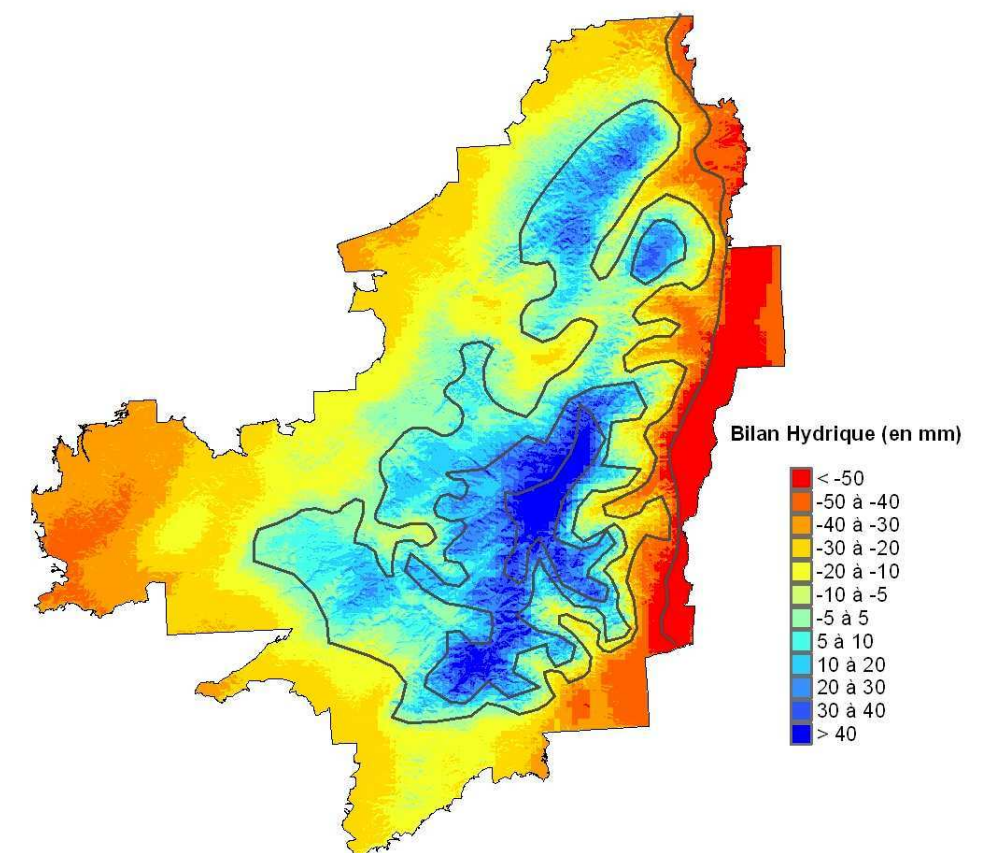 Bilan Hydrique (en mm)
< -50
-50 à -40
-40 à -30
-30 à -20
-20 à -10
-10 à -5
-5 à 5
5 à 10
10 à 20
20 à 30
30 à 40
> 40